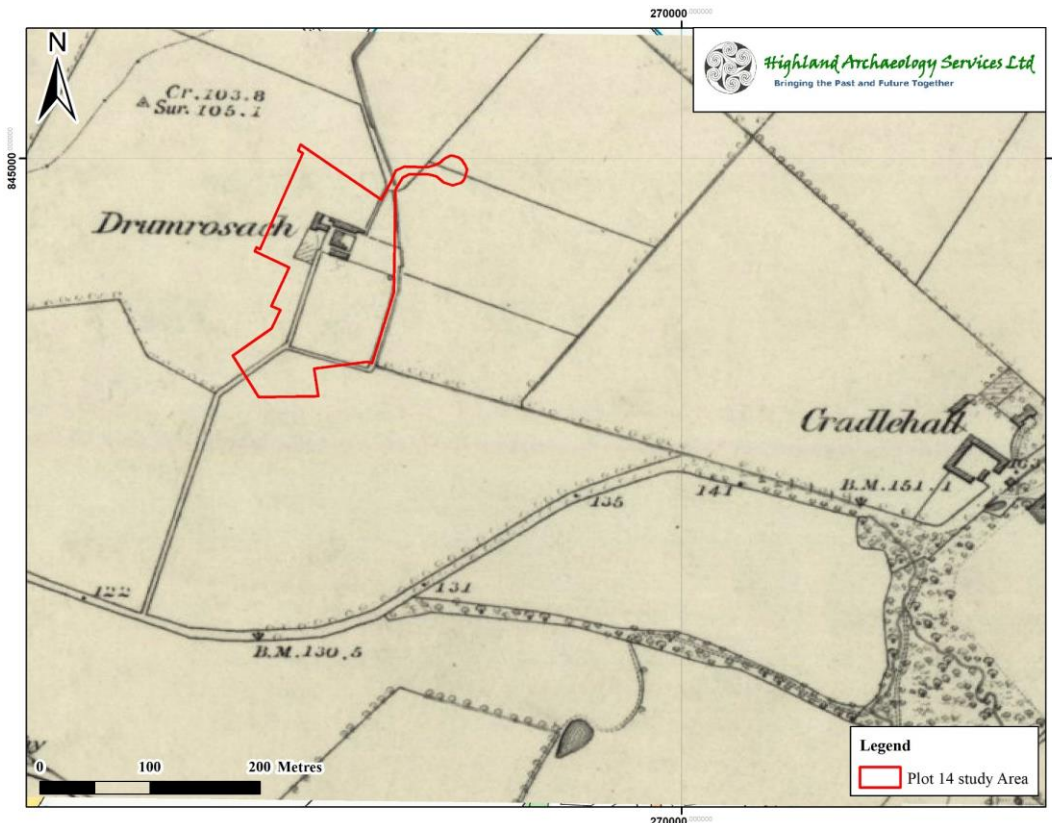 270000.000000
N
Highland Archaeology Services Ltd
Bringing the Past and Future Together
Cr.103.8
Sur.105.1
845000
Drumrosach
Cradlehall
B.M.151.1
141
135
131
122
B.M.130.5
0 100 200 Metres
Legend
Plot 14 study Area
270000